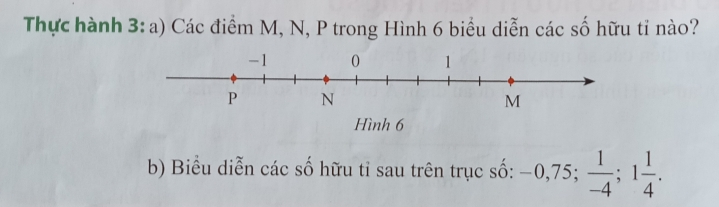 Thực hành 3: a) Các điểm M, N, P trong Hình 6 biểu diễn các số hữu tỉ nào?
−1 0 1
P N M
Hình 6
b) Biểu diễn các số hữu tỉ sau trên trục số: −0,75; 1/−4; 1 1/4.